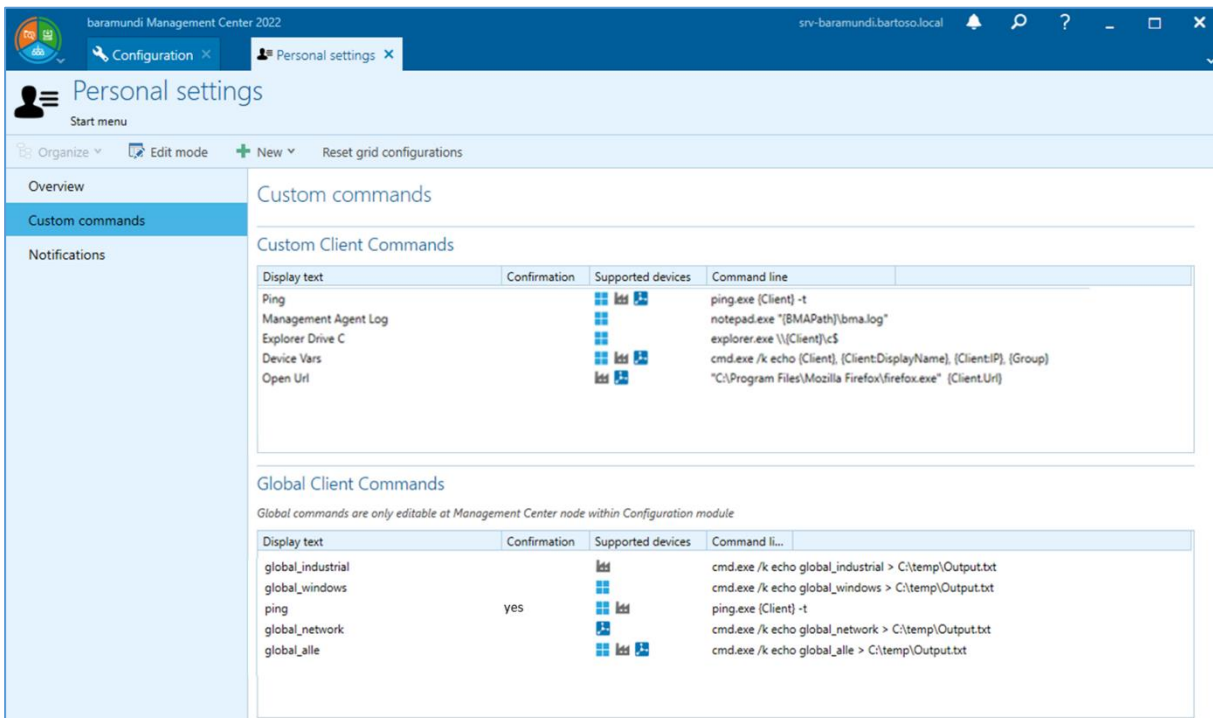 baramundi Management Center 2022 srv-baramundi.bartoso.local ?
Configuration Personal settings
Personal settings
Start menu
Organize Edit mode New Reset grid configurations
Overview
Custom commands
Notifications
Custom commands
Custom Client Commands
Display text Confirmation Supported devices Command line
Ping ping.exe {Client} -t
Management Agent Log notepad.exe "{BMAPath}\bma.log"
Explorer Drive C explorer.exe \\{Client}\c$
Device Vars cmd.exe /k echo {Client}, {Client:DisplayName}, {Client:IP}, {Group}
Open Url "C:\Program Files\Mozilla Firefox\firefox.exe" {Client.Url}
Global Client Commands
Global commands are only editable at Management Center node within Configuration module
Display text Confirmation Supported devices Command li...
global_industrial cmd.exe /k echo global_industrial > C:\temp\Output.txt
global_windows cmd.exe /k echo global_windows > C:\temp\Output.txt
ping yes ping.exe {Client} -t
global_network cmd.exe /k echo global_network > C:\temp\Output.txt
global_alle cmd.exe /k echo global_alle > C:\temp\Output.txt